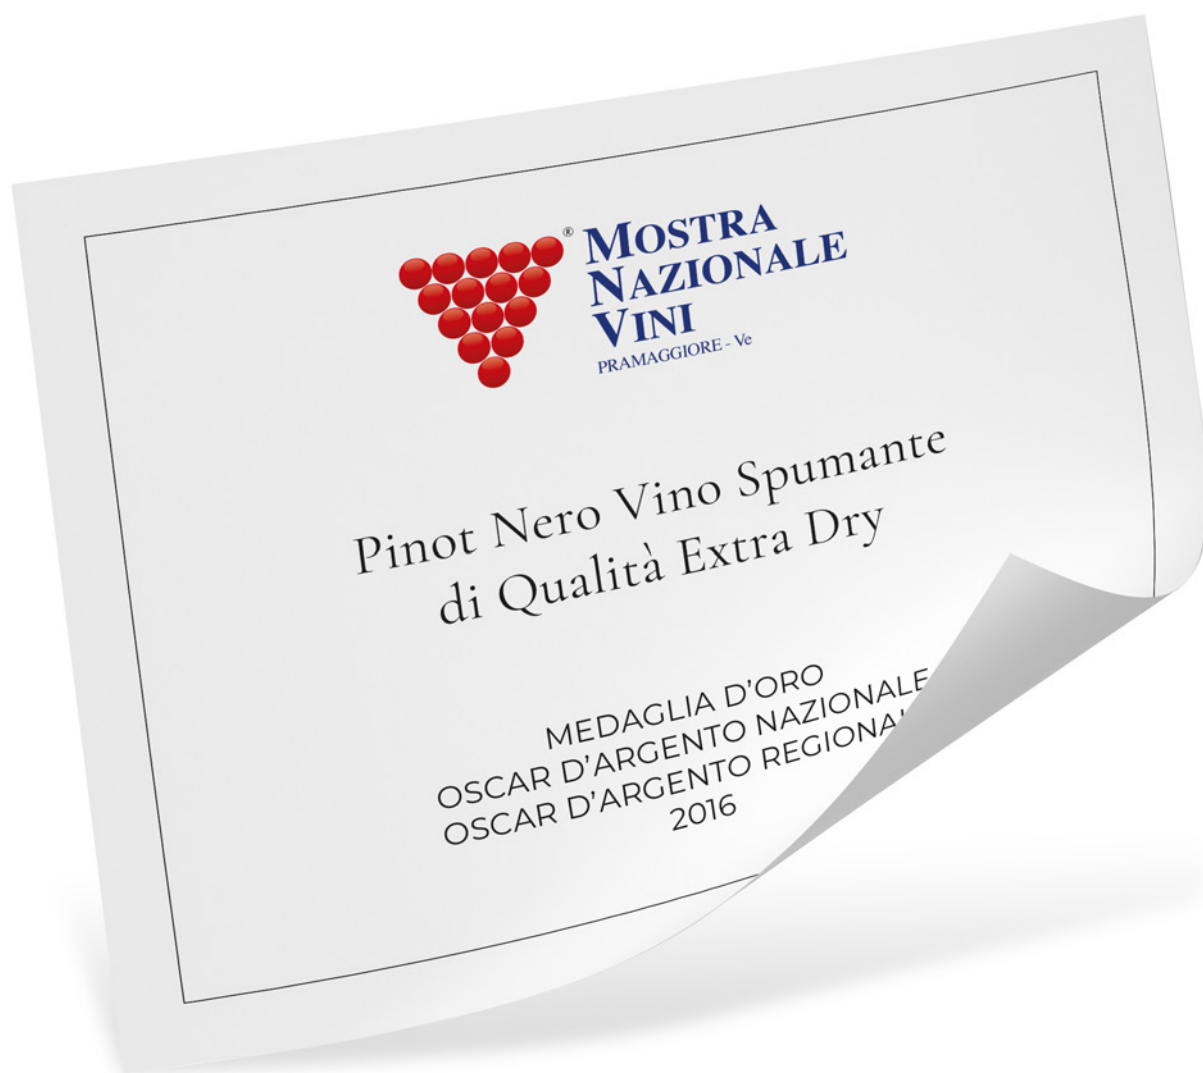 ®
MOSTRA
NAZIONALE
VINI
PRAMAGGIORE - Ve
Pinot Nero Vino Spumante
di Qualità Extra Dry
MEDAGLIA D'ORO
OSCAR D'ARGENTO NAZIONALE
OSCAR D'ARGENTO
2016